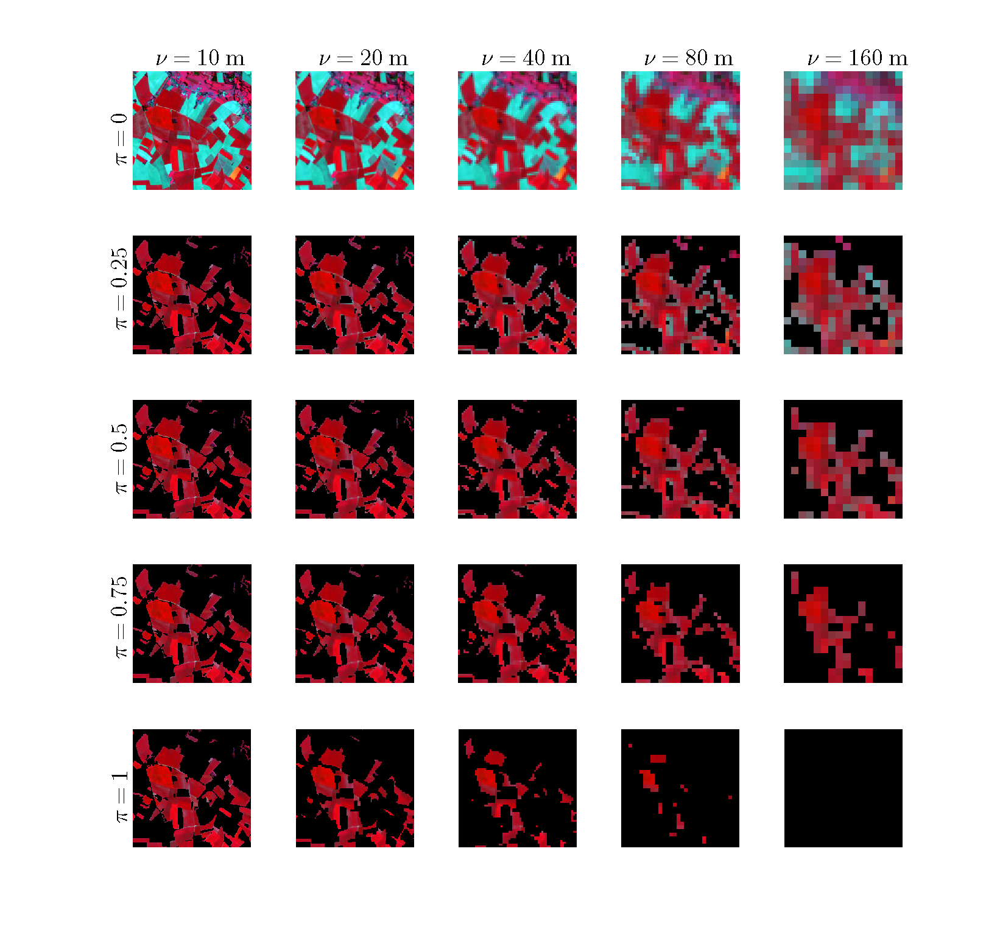 ν = 10 m
ν = 20 m
ν = 40 m
ν = 80 m
ν = 160 m
π = 0
π = 0.25
π = 0.5
π = 0.75
π = 1